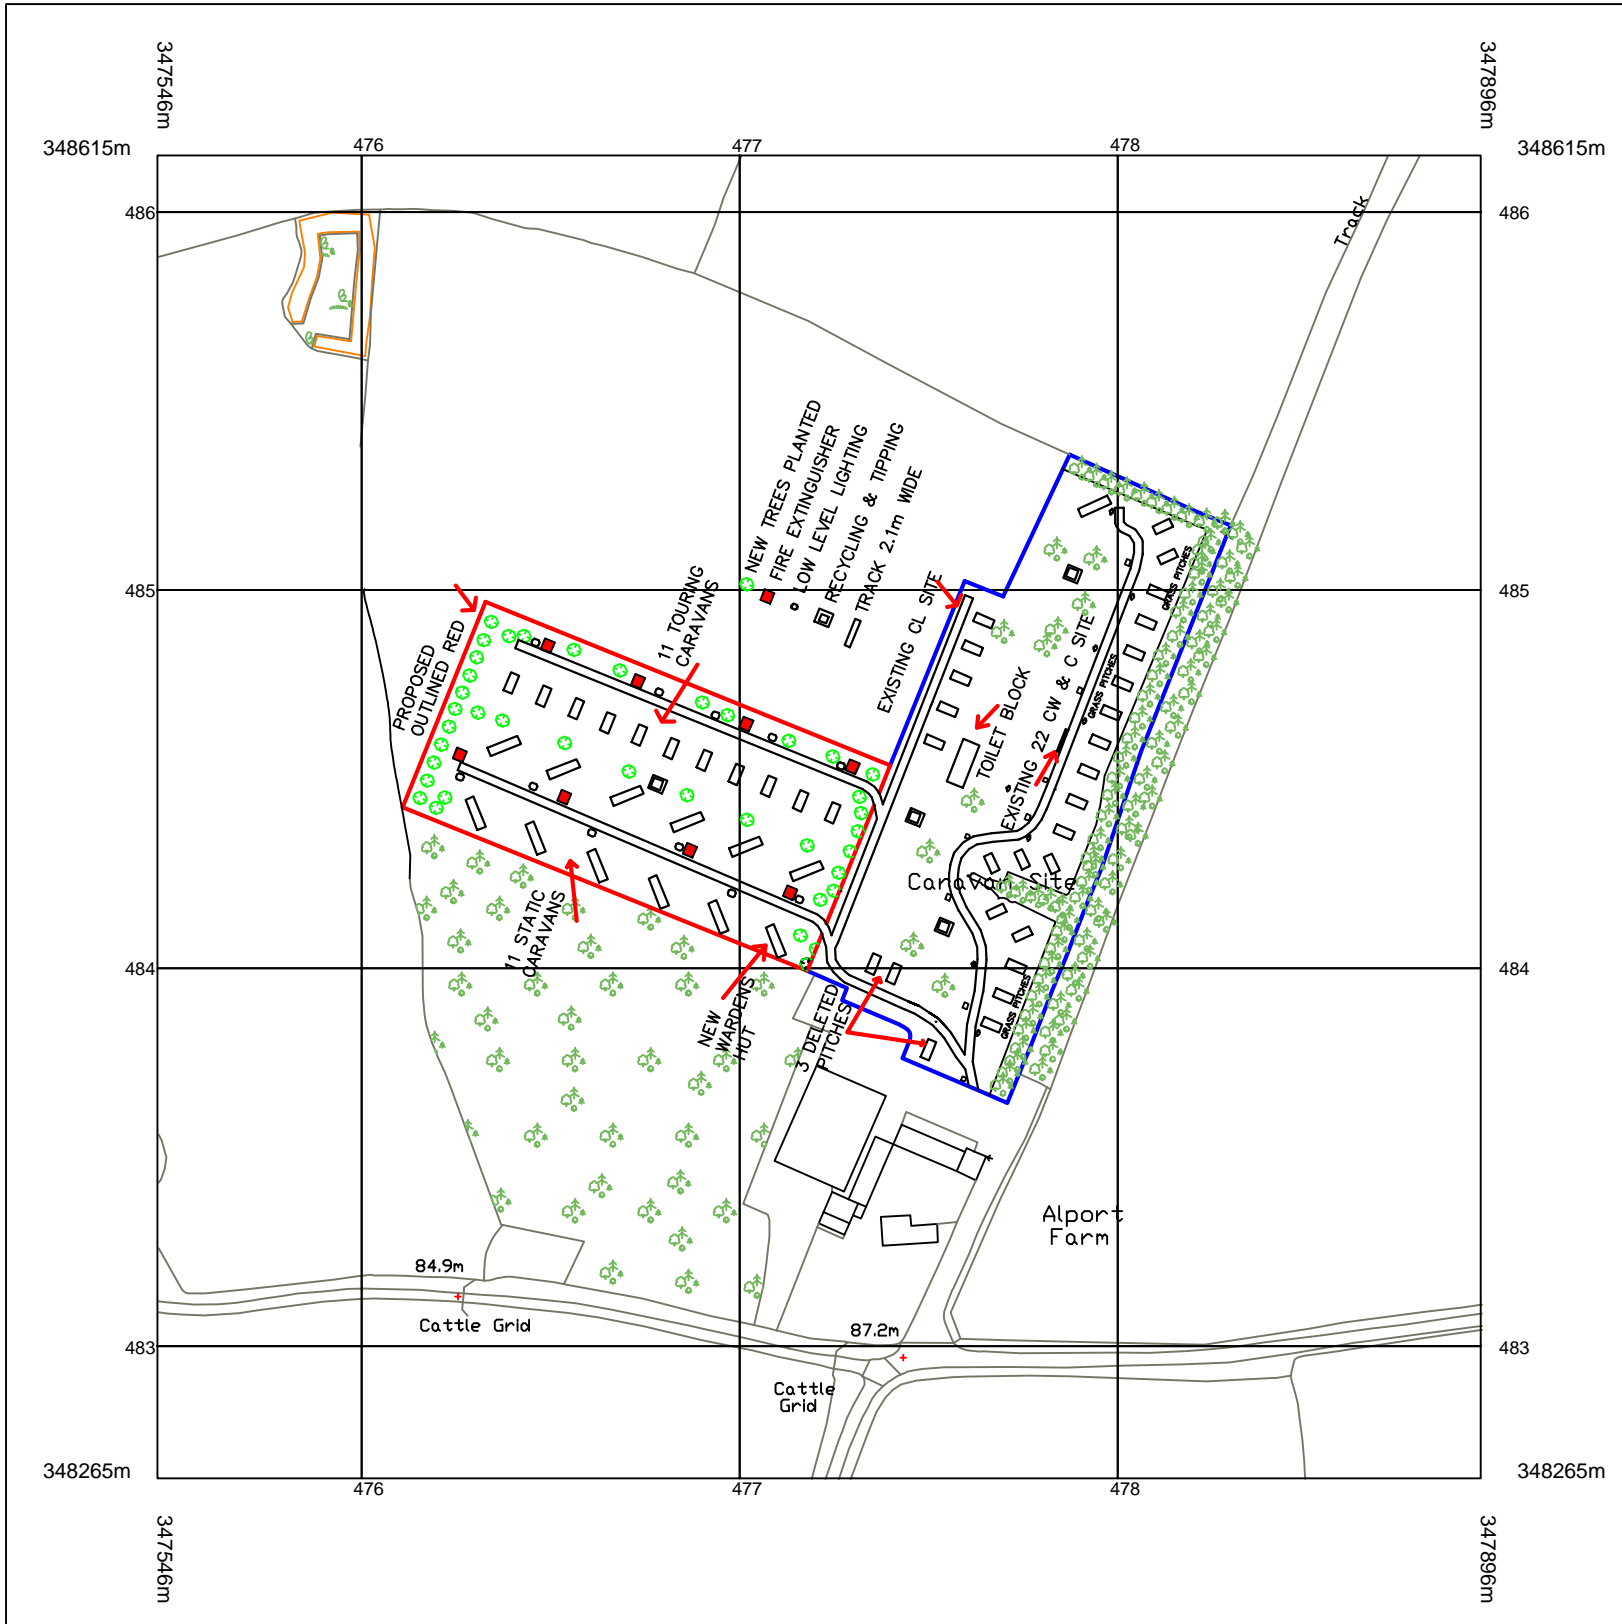 347546m
347896m
348615m
476
477
478
348615m
486
486
Track
NEW TREES PLANTED
FIRE EXTINGUISHER
LOW LEVEL LIGHTING
RECYCLING & TIPPING
TRACK 2.1m WIDE
485
485
11 TOURING
CARAVANS
PROPOSED
OUTLINED RED
EXISTING CL SITE
GRASS PITCHES
TOILET BLOCK
EXISTING 22 CW & C SITE
GRASS PITCHES
Caravan Site
11 STATIC
CARAVANS
484
484
NEW
WARDENS
HUT
3 DELETED
PITCHES
GRASS PITCHES
Alport
Farm
84.9m
Cattle Grid
87.2m
483
483
Cattle
Grid
348265m
476
477
478
348265m
347546m
347896m